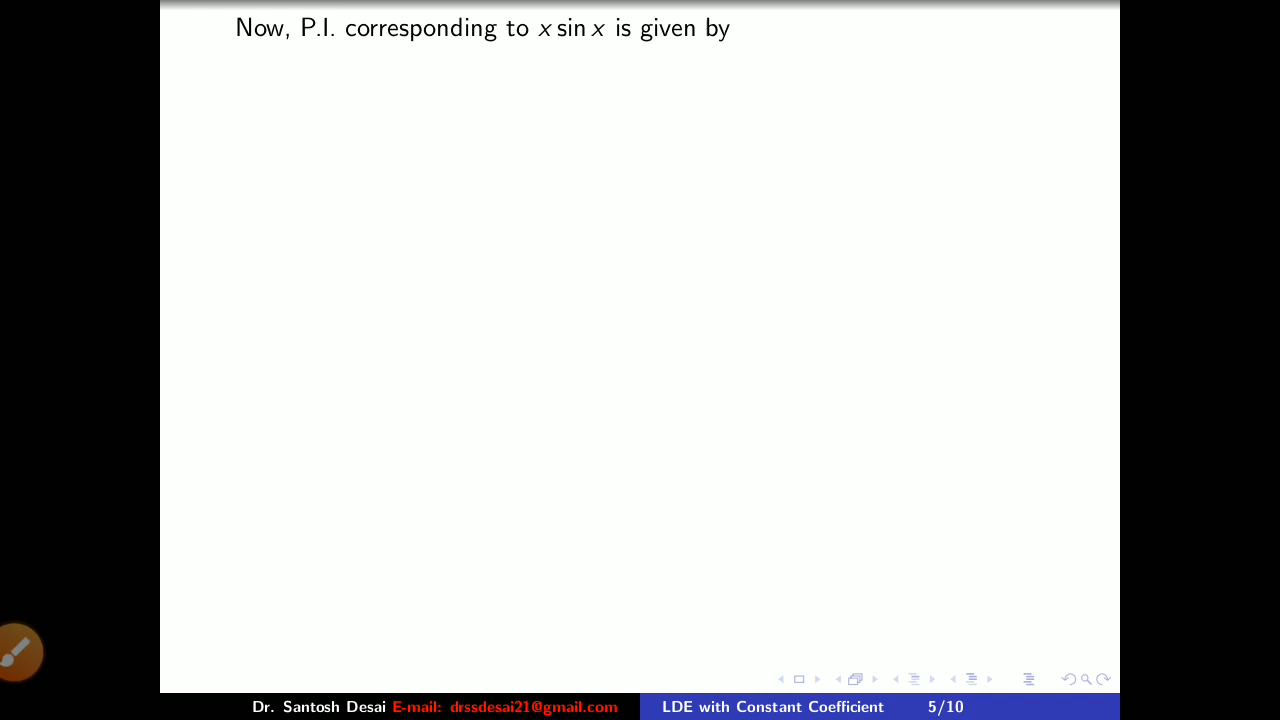 Now, P.I. corresponding to x sin x is given by
Dr. Santosh Desai E-mail: drssdesai21@gmail.com LDE with Constant Coefficient 5/10